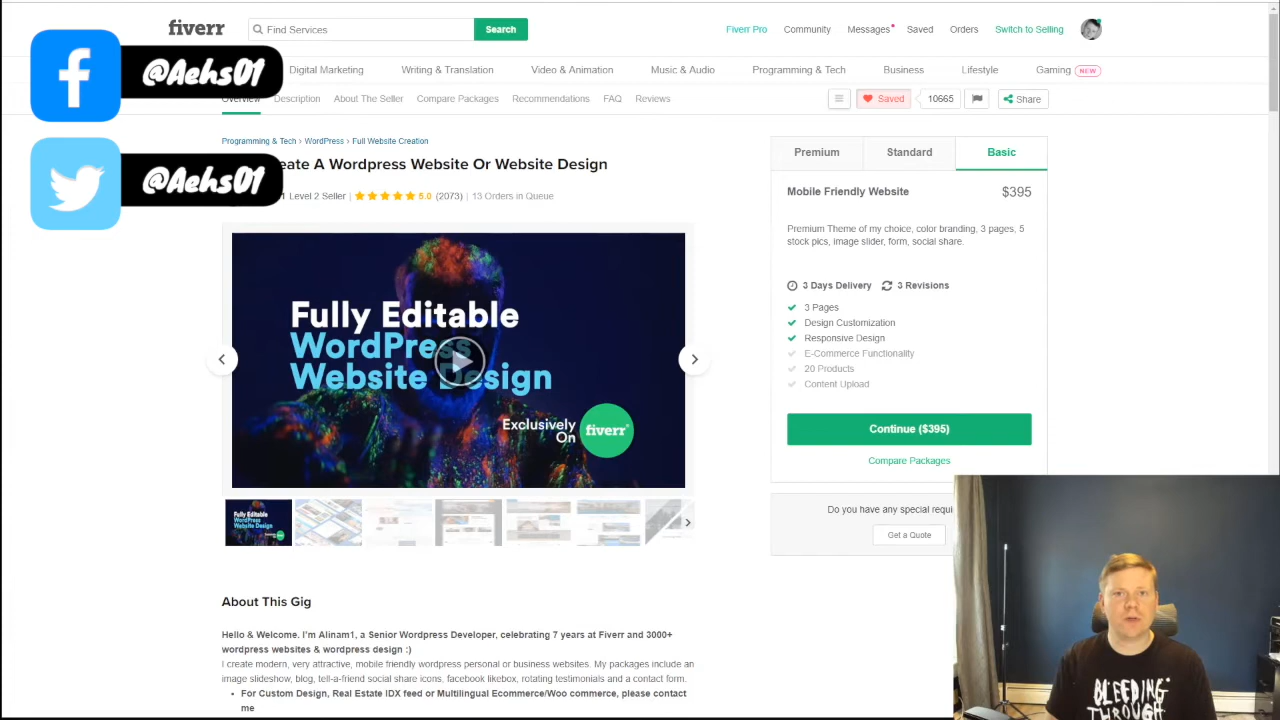 fiverr
Find Services
Search
Fiverr Pro
Community
Messages
Saved
Orders
Switch to Selling
@Aehs01
Digital Marketing
Writing & Translation
Video & Animation
Music & Audio
Programming & Tech
Business
Lifestyle
Gaming NEW
Overview
Description
About The Seller
Compare Packages
Recommendations
FAQ
Reviews
Saved
10665
Share
Programming & Tech › WordPress › Full Website Creation
eate A Wordpress Website Or Website Design
@Aehs01
1 Level 2 Seller | 5.0 (2073) | 13 Orders in Queue
Premium
Standard
Basic
Mobile Friendly Website
$395
Premium Theme of my choice, color branding, 3 pages, 5
stock pics, image slider, form, social share.
3 Days Delivery
3 Revisions
3 Pages
Design Customization
Responsive Design
E-Commerce Functionality
20 Products
Content Upload
Continue ($395)
Compare Packages
Do you have any special requi
Get a Quote
Fully Editable
WordPress
Website Design
Exclusively
On
fiverr
Fully Editable
WordPress
Website Design
About This Gig
Hello & Welcome. I'm Alinam1, a Senior Wordpress Developer, celebrating 7 years at Fiverr and 3000+
wordpress websites & wordpress design :)
I create modern, very attractive, mobile friendly wordpress personal or business websites. My packages include an
image slideshow, blog, tell-a-friend social share icons, facebook likebox, rotating testimonials and a contact form.
• For Custom Design, Real Estate IDX feed or Multilingual Ecommerce/Woo commerce, please contact
me
BLEEDING
THROUGH